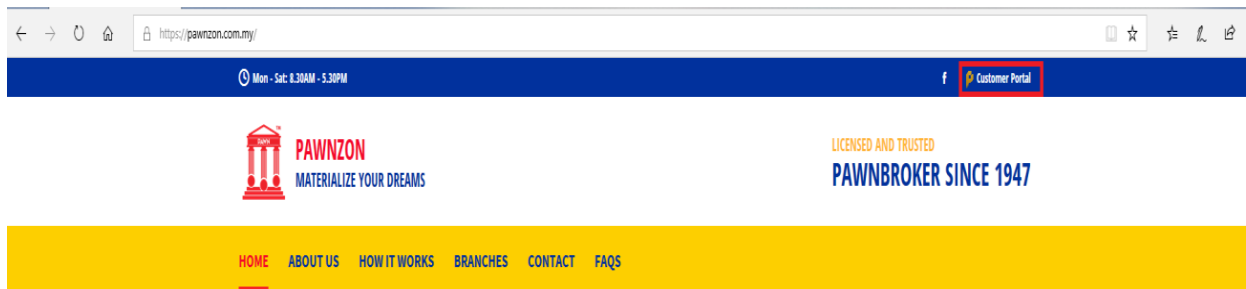 https://pawnzon.com.my/
Mon - Sat: 8.30AM - 5.30PM
f Customer Portal
PAWN
PAWNZON
MATERIALIZE YOUR DREAMS
LICENSED AND TRUSTED
PAWNBROKER SINCE 1947
HOME ABOUT US HOW IT WORKS BRANCHES CONTACT FAQS